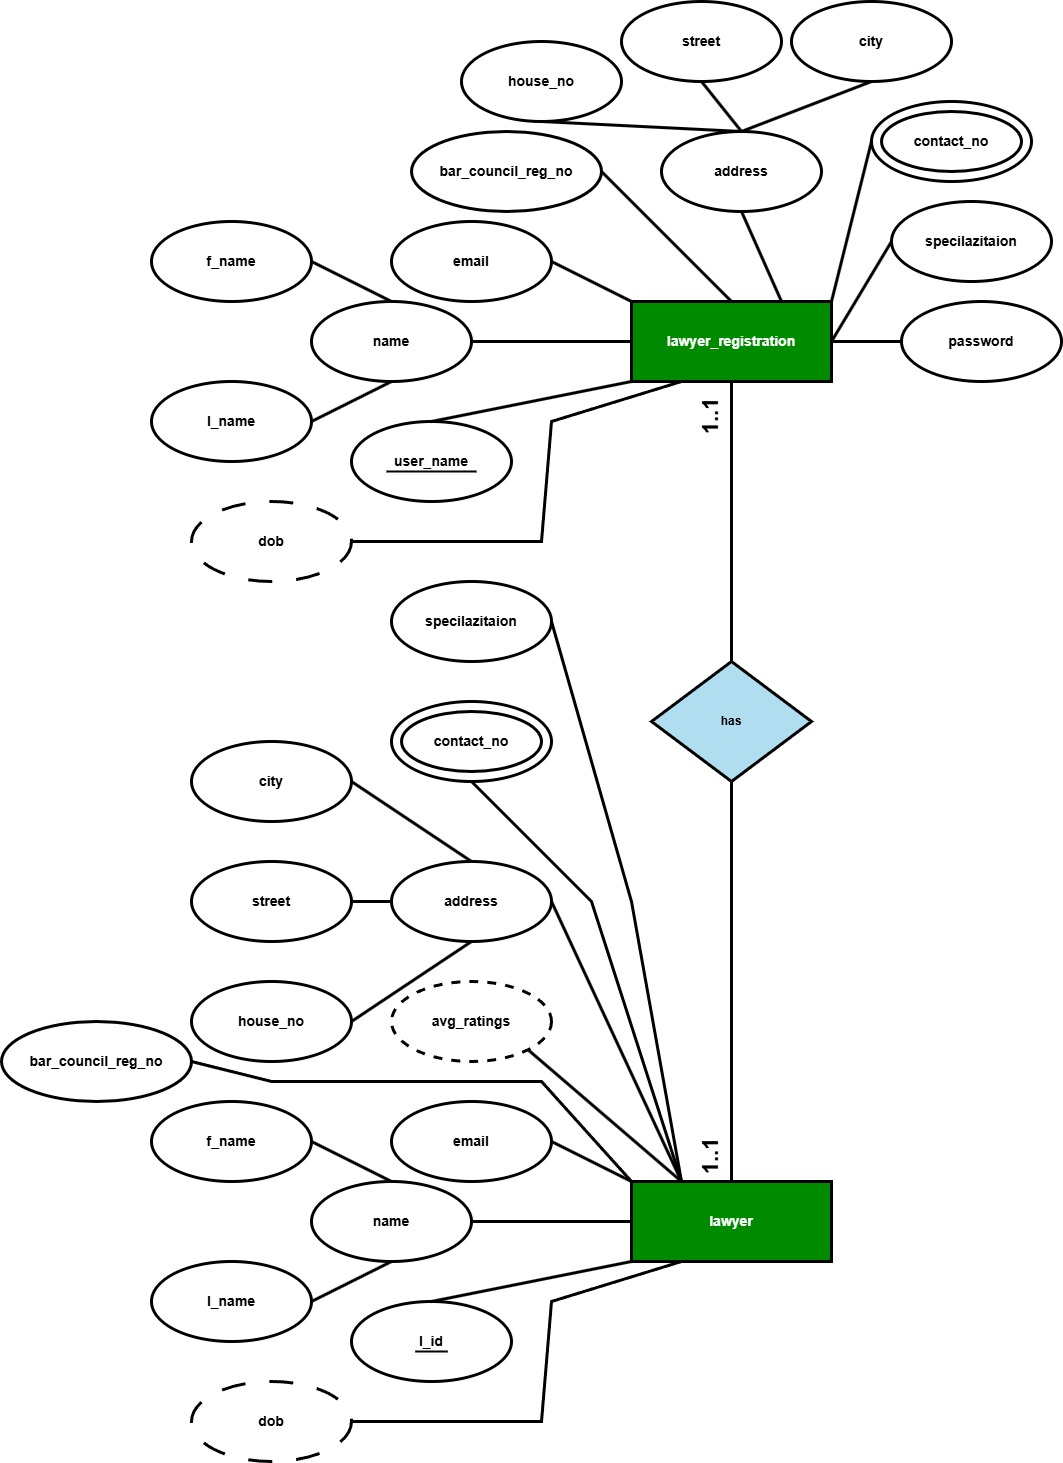 street
city
house_no
contact_no
bar_council_reg_no
address
specilazitaion
f_name
email
name
lawyer_registration
password
l_name
1..1
user_name
dob
specilazitaion
has
contact_no
city
street
address
house_no
avg_ratings
bar_council_reg_no
f_name
email
1..1
name
lawyer
l_name
l_id
dob